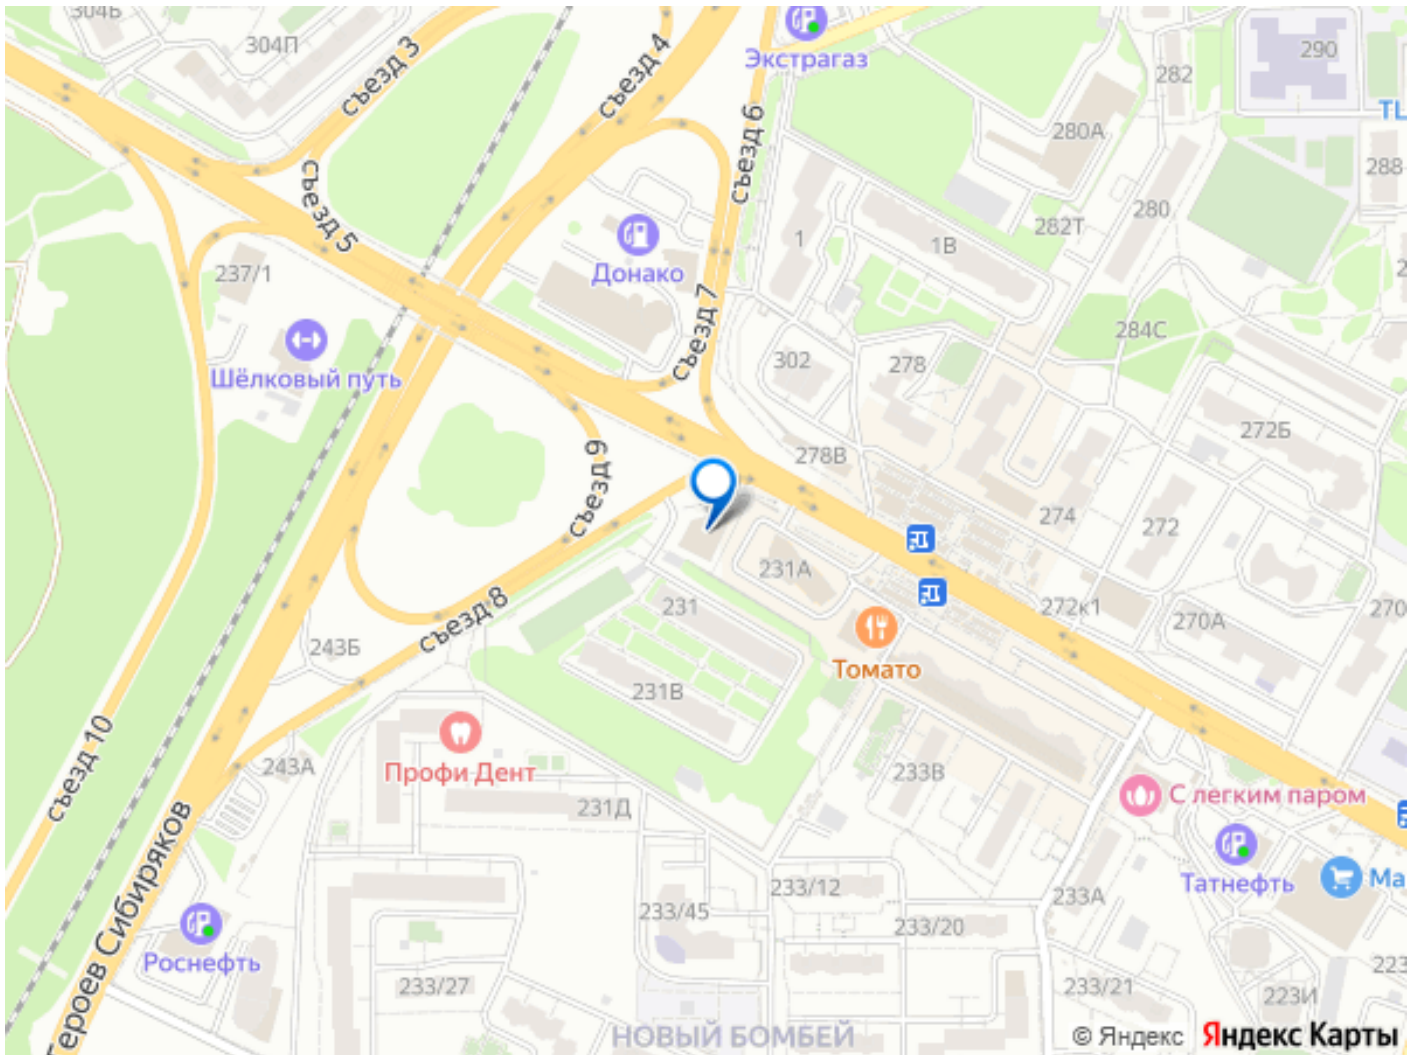 304Б
304П
съезд 3
съезд 4
Экстрагаз
282
290
съезд 6
280А
288
съезд 5
Донако
1
1В
282Т
280
237/1
съезд 7
284С
Шёлковый путь
302
278
278В
272Б
съезд 9
274
272
231А
231
272к1
270А
270
съезд 8
243Б
Томато
231В
съезд 10
243А
Профи Дент
233В
231Д
С легким паром
Татнефть
Героев Сибиряков
233/12
233А
233/45
233/20
Роснефть
233/27
233/21
223И
223
НОВЫЙ БОМБЕЙ
© Яндекс
Яндекс Карты